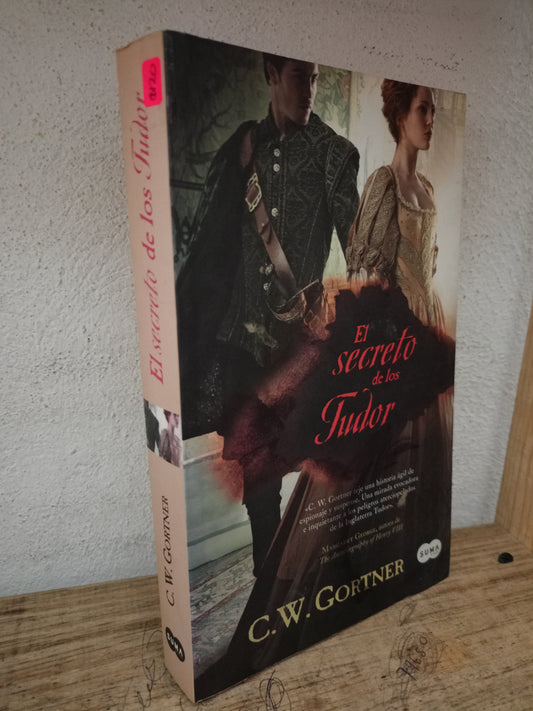 El secreto de los Tudor
C. W. GORTNER
SUMA
El
secreto
de los
Tudor
«C. W. Gortner teje una historia ágil de
espionaje y suspense. Una mirada evocadora
e inquietante a los peligros aterciopelados
de la Inglaterra Tudor».
MARGARET GEORGE, autora de
The autobiography of Henry VIII
SUMA
C.W. GORTNER